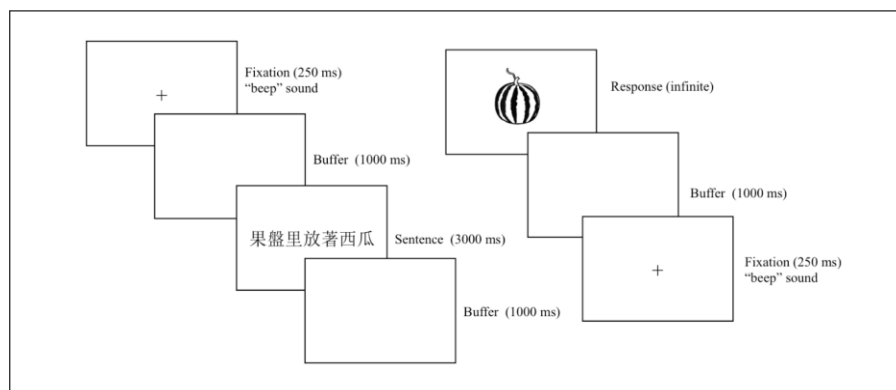 Fixation (250 ms)
“beep” sound
+
Buffer (1000 ms)
果盤里放著西瓜
Sentence (3000 ms)
Buffer (1000 ms)
Response (infinite)
Buffer (1000 ms)
+
Fixation (250 ms)
“beep” sound